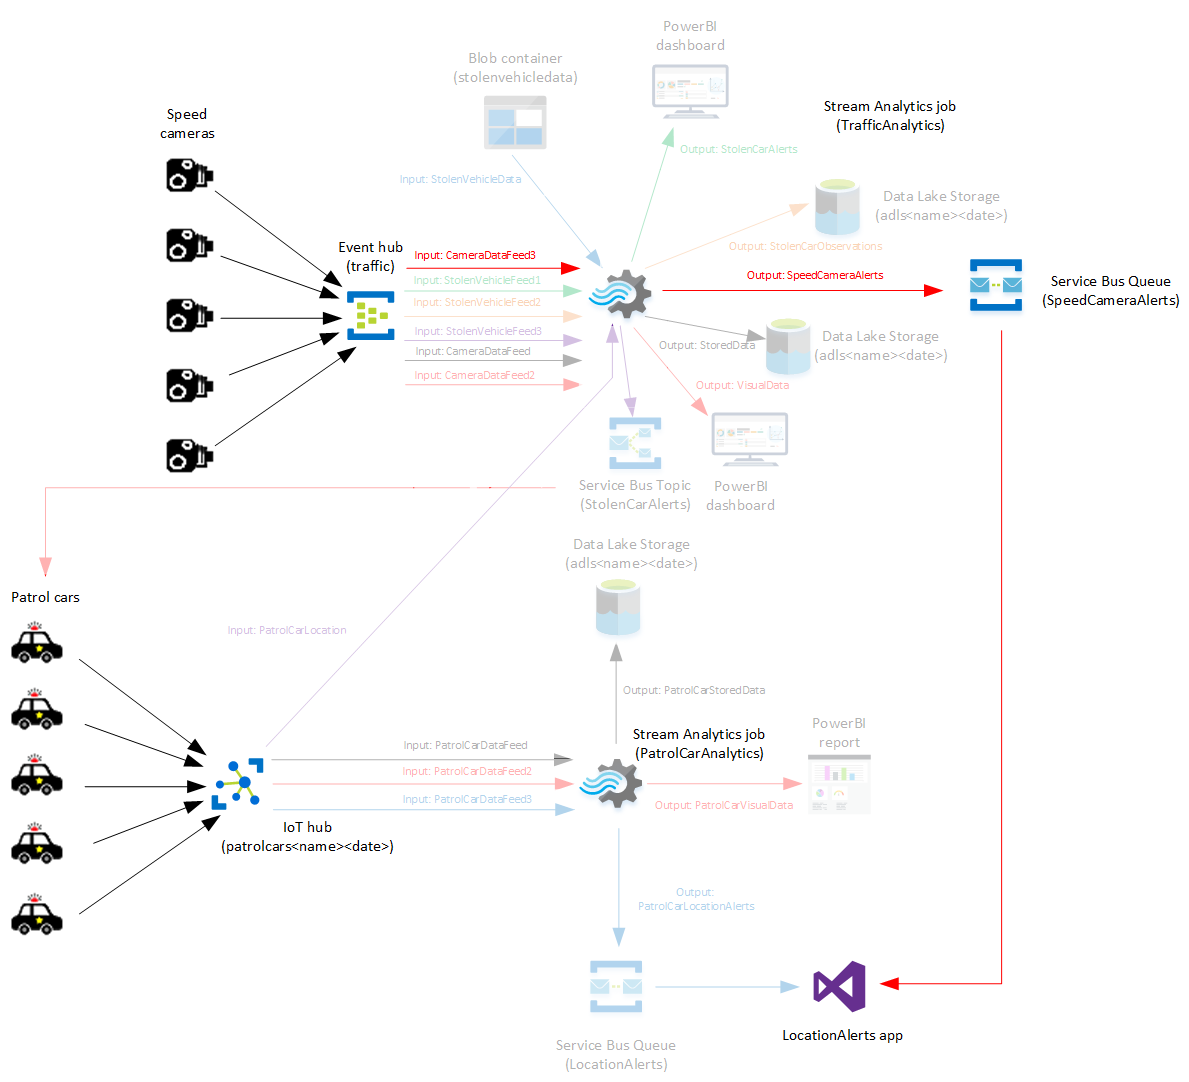 PowerBI
dashboard
Blob container
(stolenvehicledata)
Stream Analytics job
(TrafficAnalytics)
Speed
cameras
Output: StolenCarAlerts
Input: StolenVehicleData
Data Lake Storage
(adls<name><date>)
Event hub
(traffic)
Output: StolenCarObservations
Input: CameraDataFeed3
Output: SpeedCameraAlerts
Input: StolenVehicleFeed1
Service Bus Queue
(SpeedCameraAlerts)
Input: StolenVehicleFeed2
Input: StolenVehicleFeed3
Data Lake Storage
(adls<name><date>)
Output: StoredData
Input: CameraDataFeed
Input: CameraDataFeed2
Output: VisualData
Service Bus Topic
(StolenCarAlerts)
PowerBI
dashboard
Data Lake Storage
(adls<name><date>)
Patrol cars
Input: PatrolCarLocation
Output: PatrolCarStoredData
Stream Analytics job
(PatrolCarAnalytics)
PowerBI
report
Input: PatrolCarDataFeed
Input: PatrolCarDataFeed2
Input: PatrolCarDataFeed3
Output: PatrolCarVisualData
IoT hub
(patrolcars<name><date>)
Output:
PatrolCarLocationAlerts
LocationAlerts app
Service Bus Queue
(LocationAlerts)